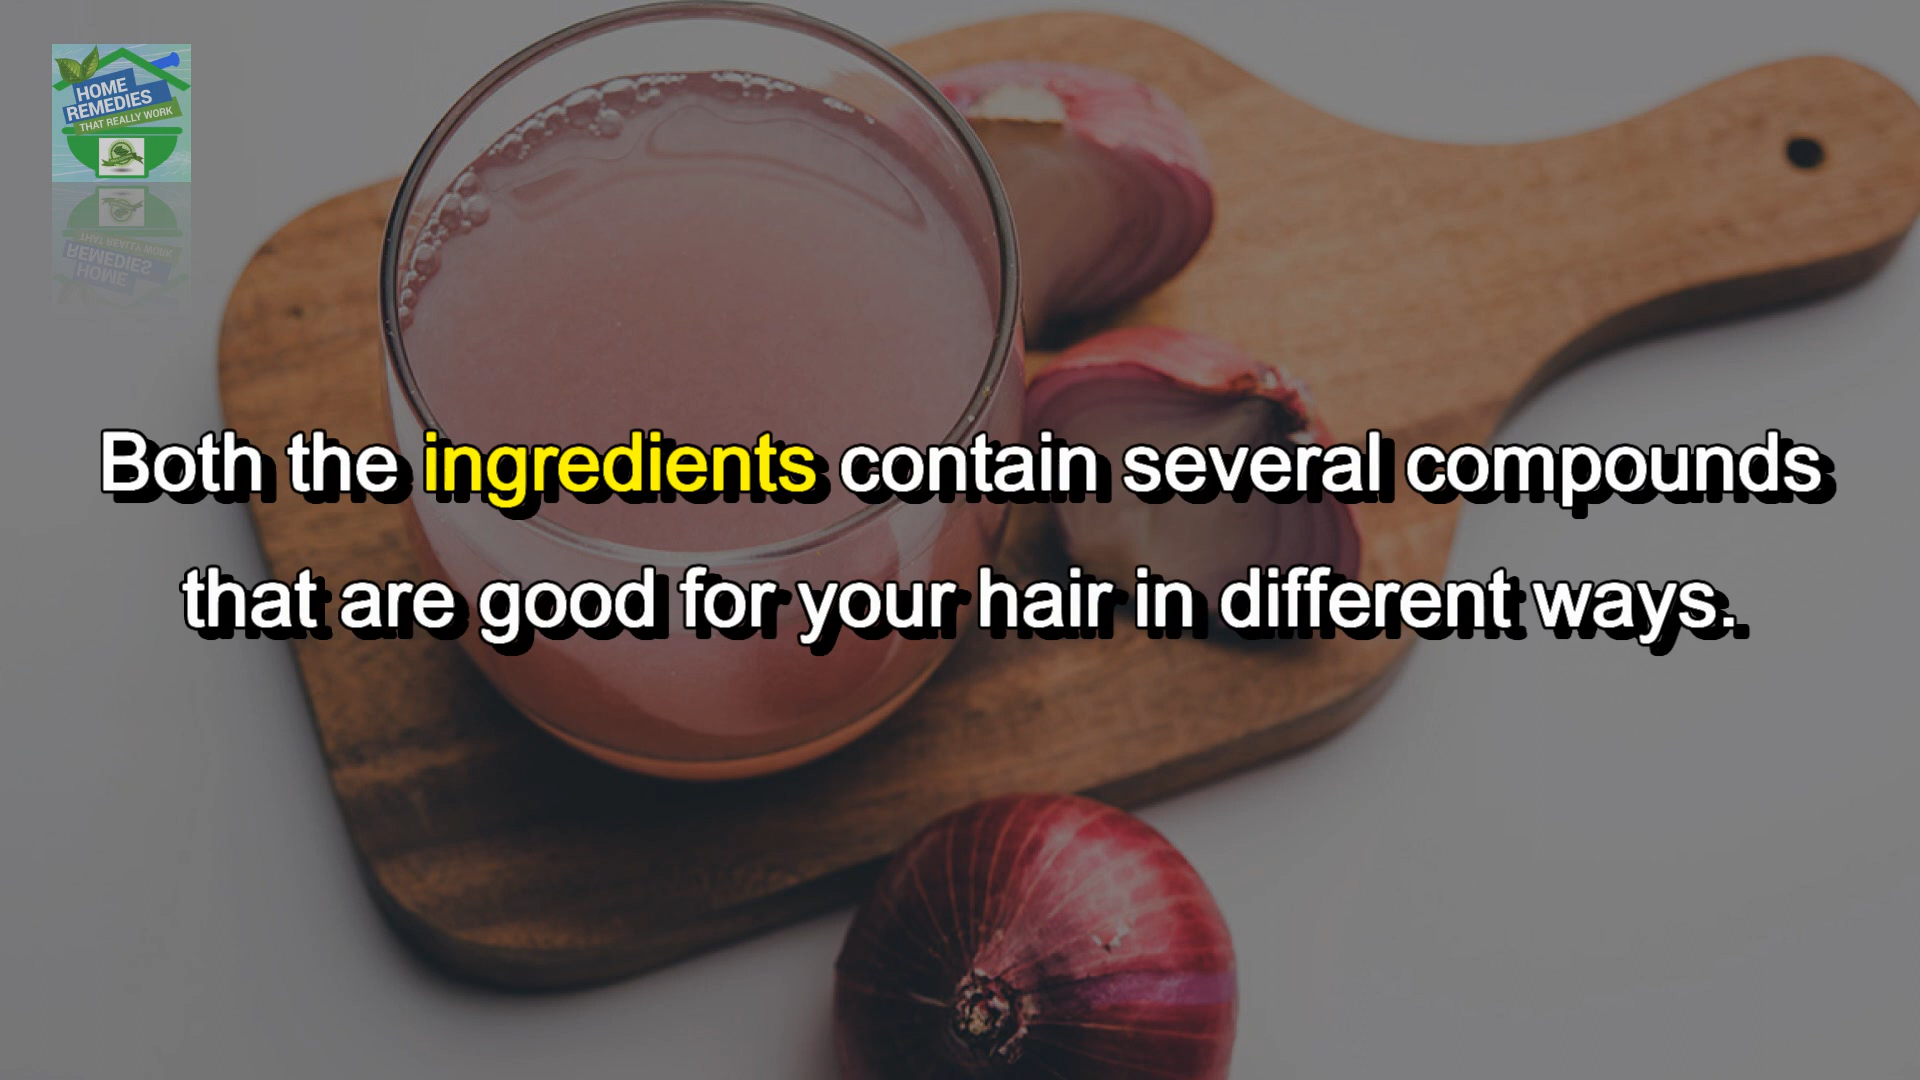 HOME
REMEDIES
THAT REALLY WORK
Both the ingredients contain several compounds
that are good for your hair in different ways.